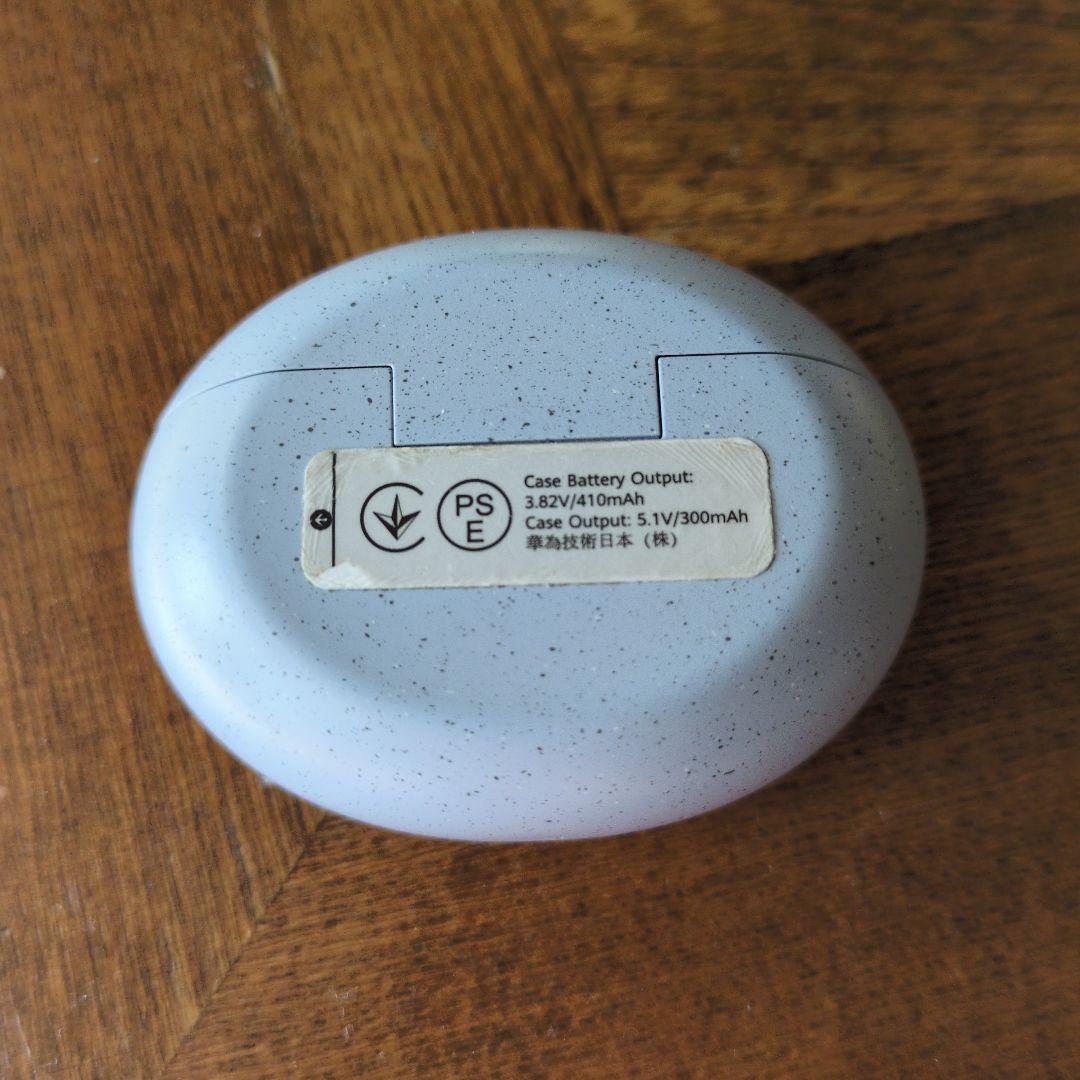 PS
E
Case Battery Output:
3.82V/410mAh
Case Output: 5.1V/300mAh
華為技術日本（株）